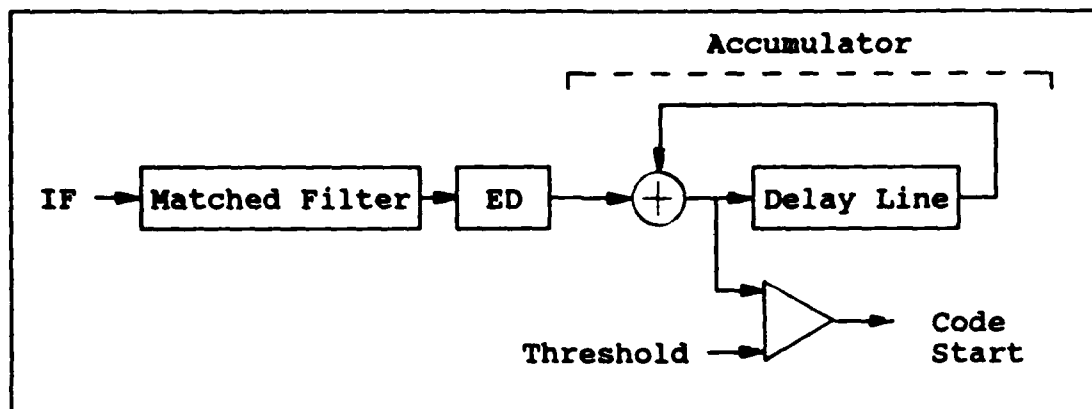 Accumulator
IF
Matched Filter
ED
Delay Line
Threshold
Code
Start